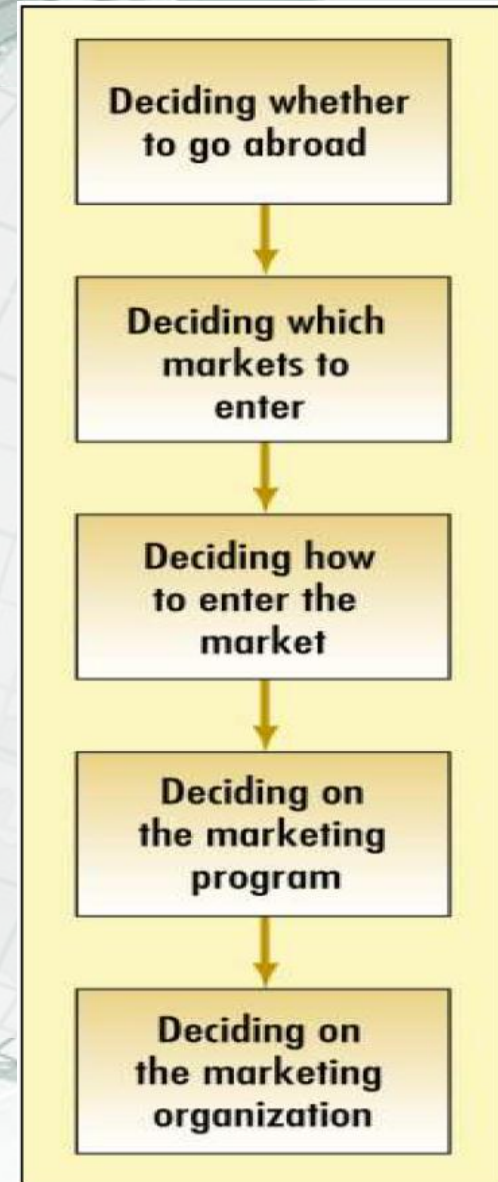 Deciding whether
to go abroad
Deciding which
markets to
enter
Deciding how
to enter the
market
Deciding on
the marketing
program
Deciding on
the marketing
organization